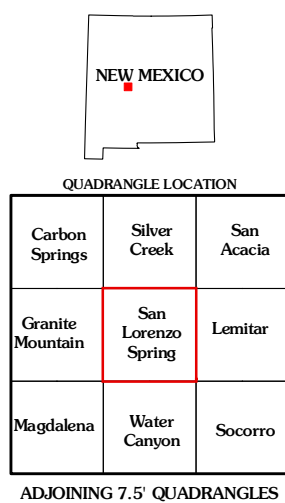 NEW MEXICO
QUADRANGLE LOCATION
Carbon
Springs
Silver
Creek
San
Acacia
Granite
Mountain
San
Lorenzo
Spring
Lemitar
Magdalena
Water
Canyon
Socorro
ADJOINING 7.5' QUADRANGLES